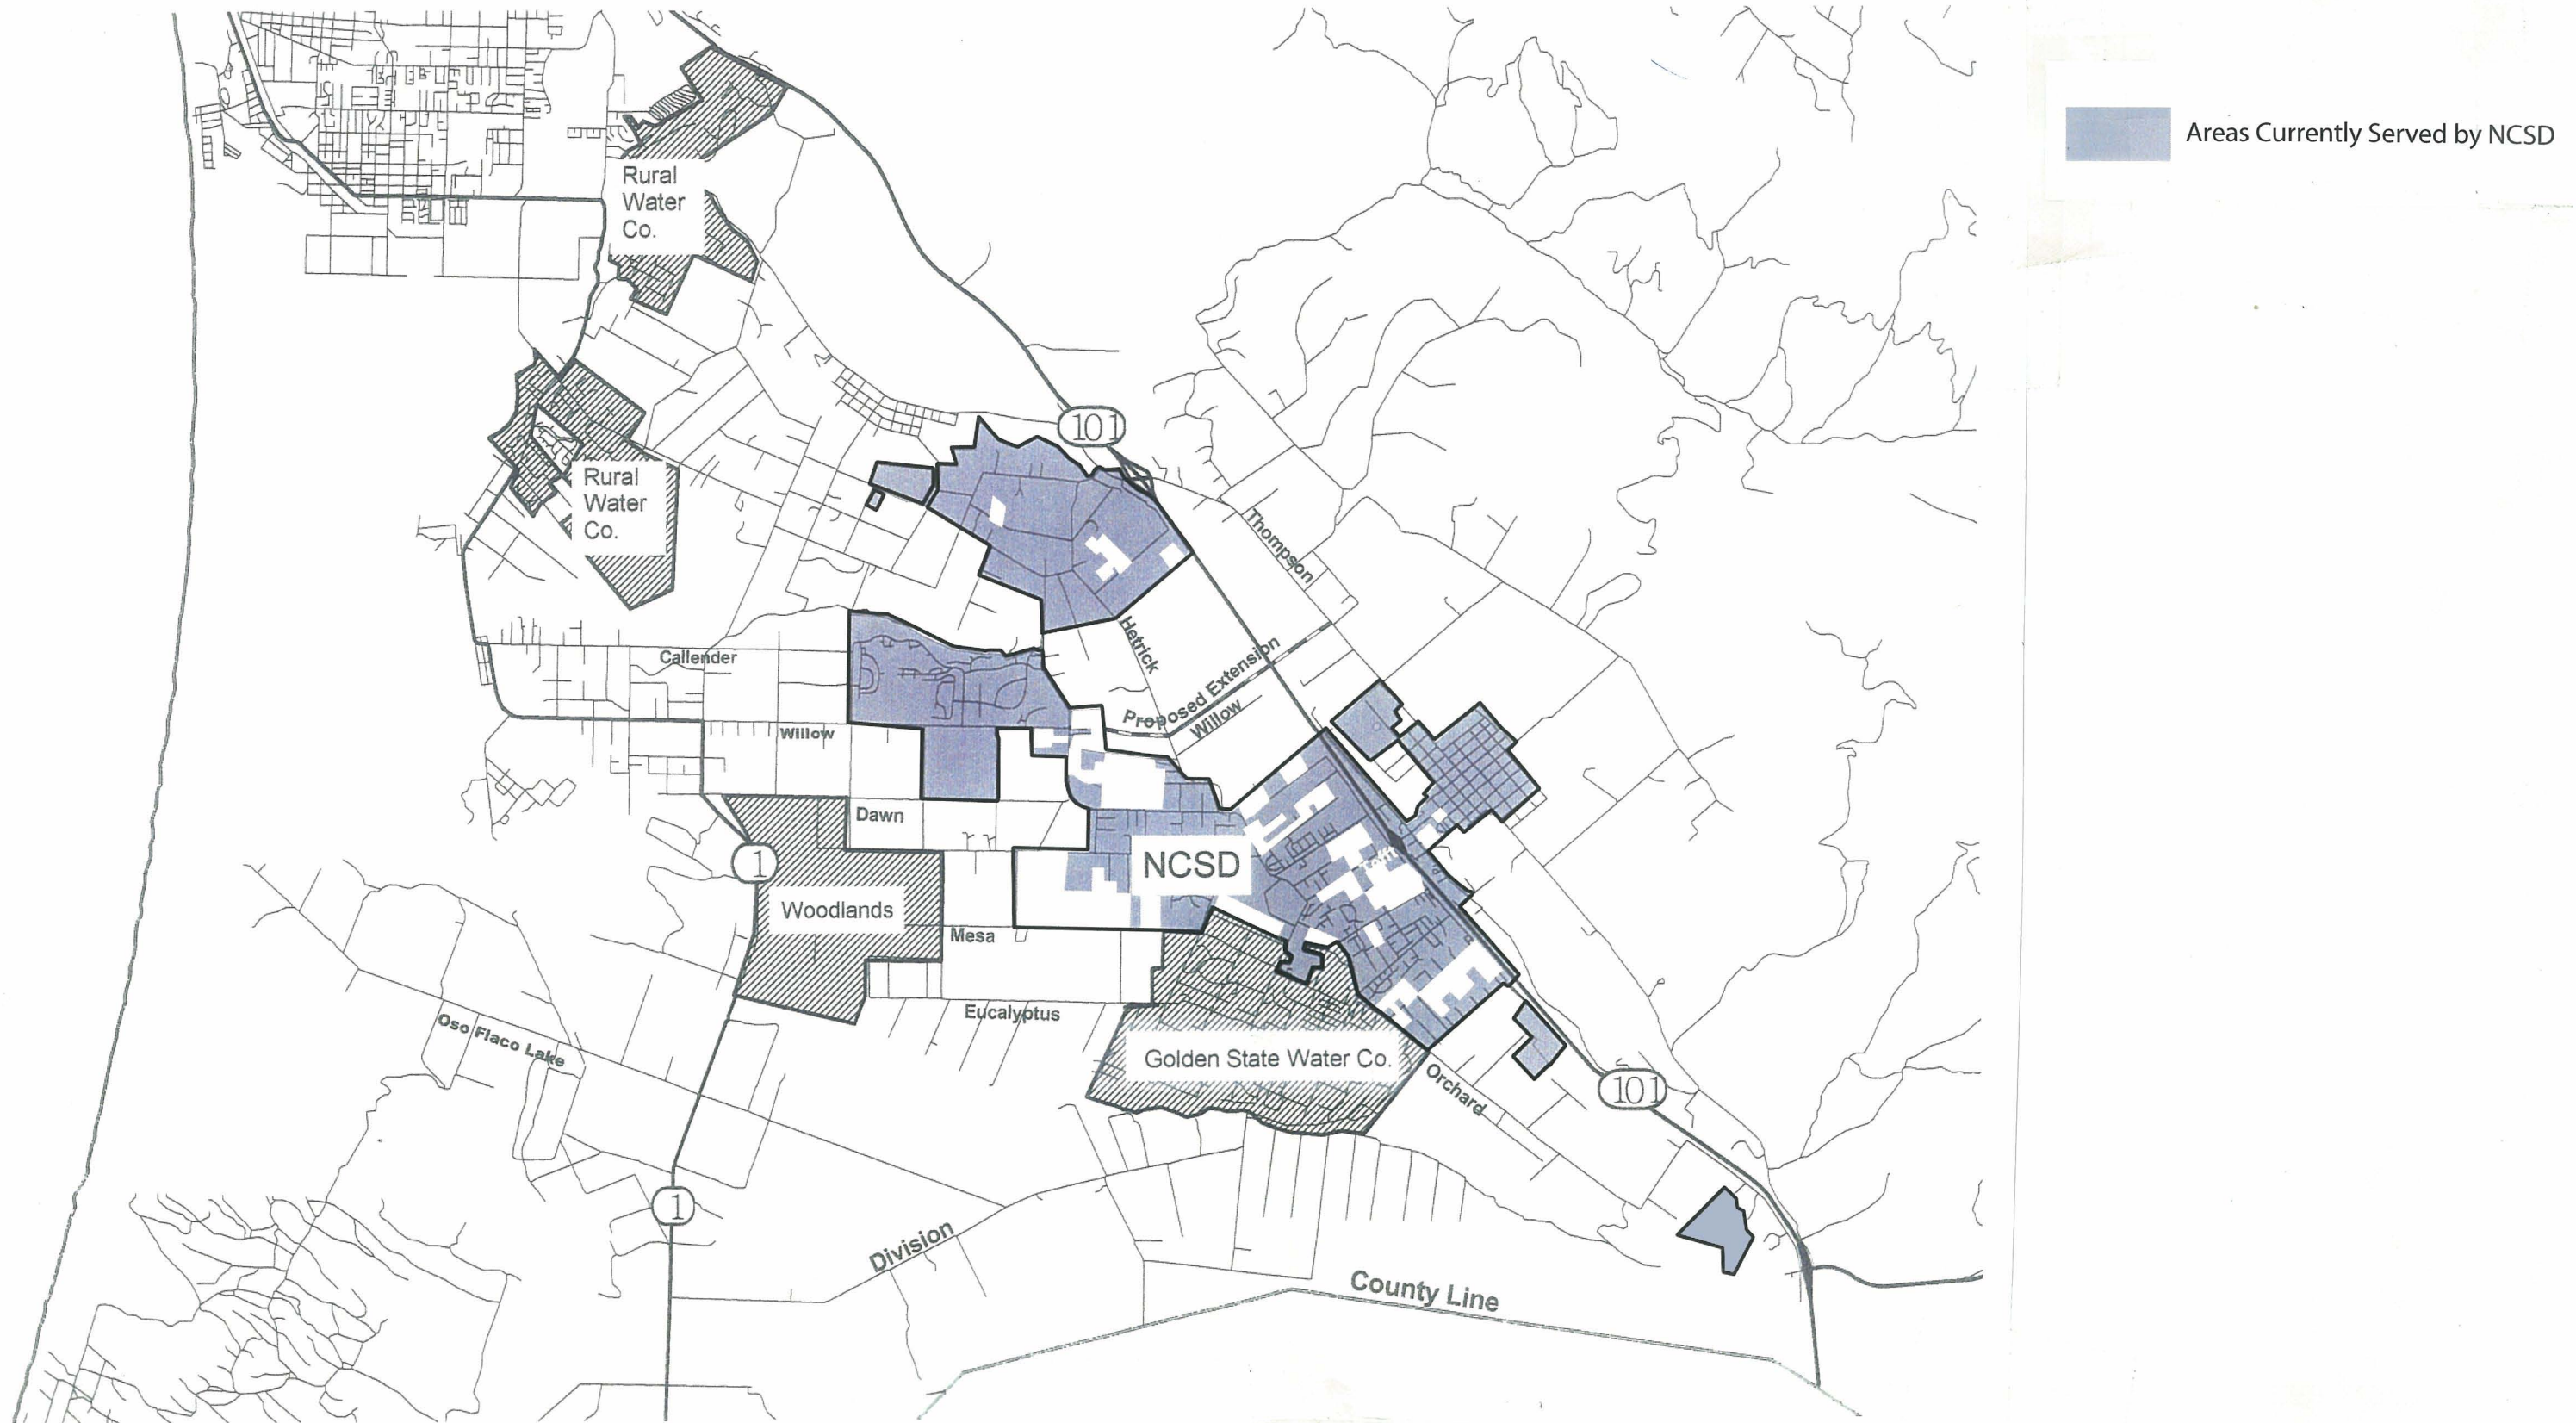 Areas Currently Served by NCSD
Rural
Water
Co.
101
Rural
Water
Co.
Thompson
Hetrick
Callender
Proposed Extension
Willow
Willow
Dawn
1
NCSD
Woodlands
Mesa
Eucalyptus
Oso Flaco Lake
Golden State Water Co.
Orchard
101
1
Division
County Line